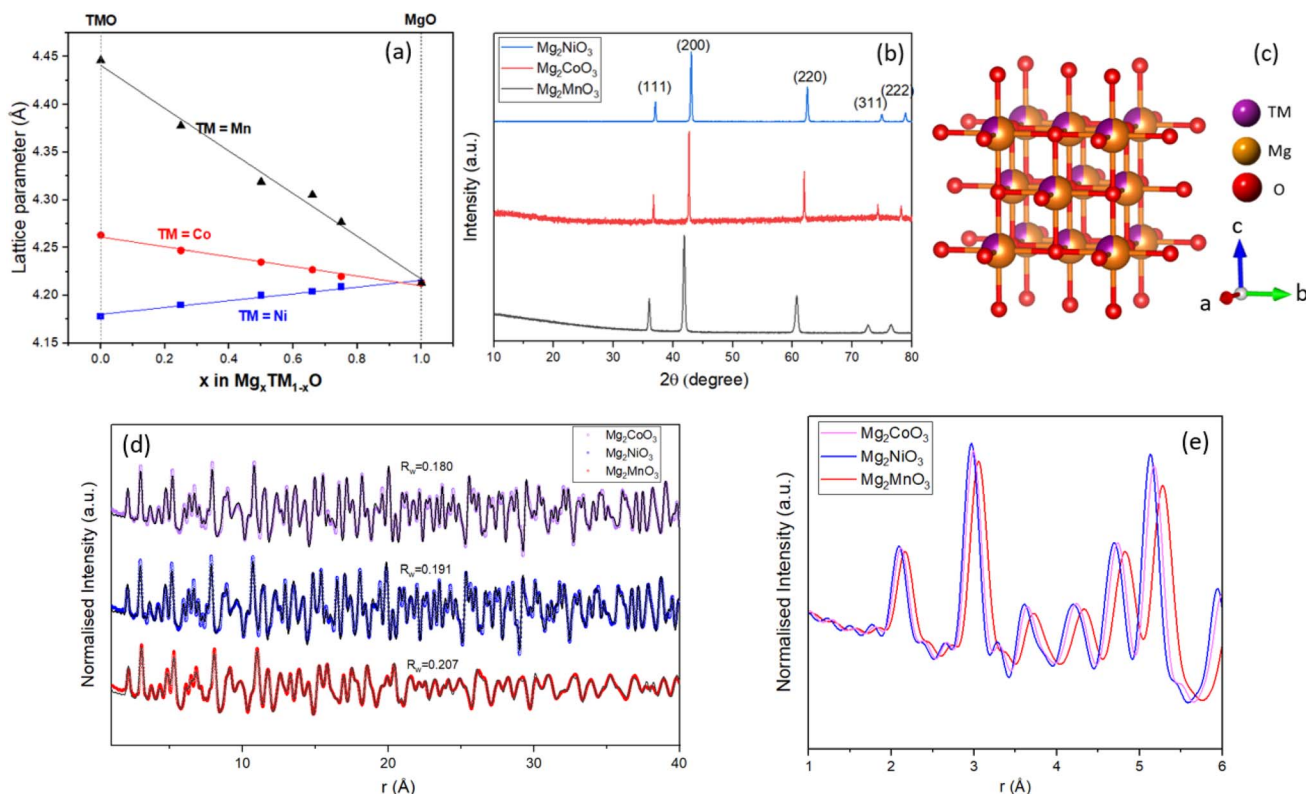 TMO
MgO
(a)
4.45
4.40
4.35
4.30
4.25
4.20
4.15
Lattice parameter (Å)
TM = Mn
TM = Co
TM = Ni
0.0 0.2 0.4 0.6 0.8 1.0
x in MgₓTM₁₋ₓO
(b)
Mg₂NiO₃
Mg₂CoO₃
Mg₂MnO₃
(111)
(200)
(220)
(311)
(222)
Intensity (a.u.)
10 20 30 40 50 60 70 80
2θ (degree)
(c)
TM
Mg
O
c
a
b
(d)
Mg₂CoO₃
Mg₂NiO₃
Mg₂MnO₃
R_w=0.180
R_w=0.191
R_w=0.207
Normalised Intensity (a.u.)
10 20 30 40
r (Å)
(e)
Mg₂CoO₃
Mg₂NiO₃
Mg₂MnO₃
Normalised Intensity (a.u.)
1 2 3 4 5 6
r (Å)